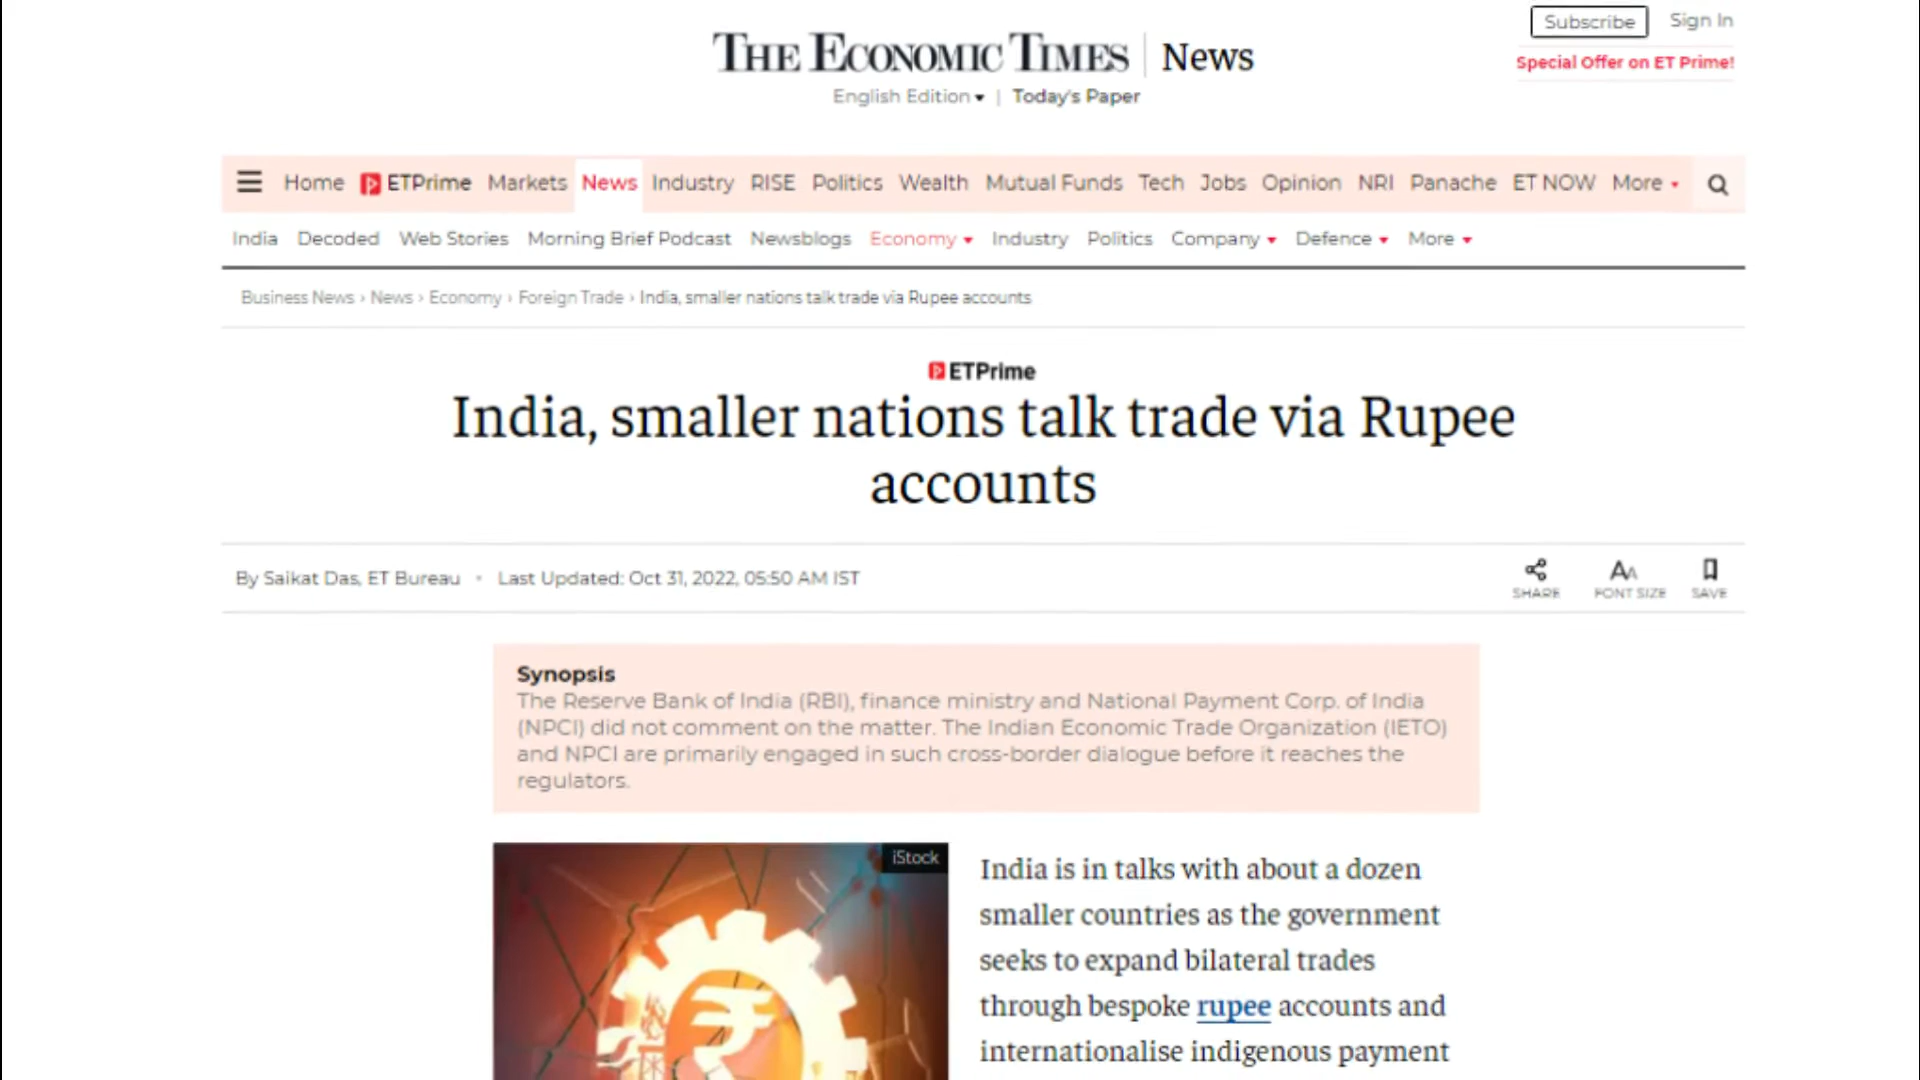 Subscribe Sign In
THE ECONOMIC TIMES News
Special Offer on ET Prime!
English Edition | Today's Paper
Home ETPrime Markets News Industry RISE Politics Wealth Mutual Funds Tech Jobs Opinion NRI Panache ET NOW More
India Decoded Web Stories Morning Brief Podcast Newsblogs Economy Industry Politics Company Defence More
Business News › News › Economy › Foreign Trade › India, smaller nations talk trade via Rupee accounts
ETPrime
India, smaller nations talk trade via Rupee
accounts
By Saikat Das, ET Bureau • Last Updated: Oct 31, 2022, 05:50 AM IST
SHARE FONT SIZE SAVE
Synopsis
The Reserve Bank of India (RBI), finance ministry and National Payment Corp. of India
(NPCI) did not comment on the matter. The Indian Economic Trade Organization (IETO)
and NPCI are primarily engaged in such cross-border dialogue before it reaches the
regulators.
iStock
₹
India is in talks with about a dozen
smaller countries as the government
seeks to expand bilateral trades
through bespoke rupee accounts and
internationalise indigenous payment